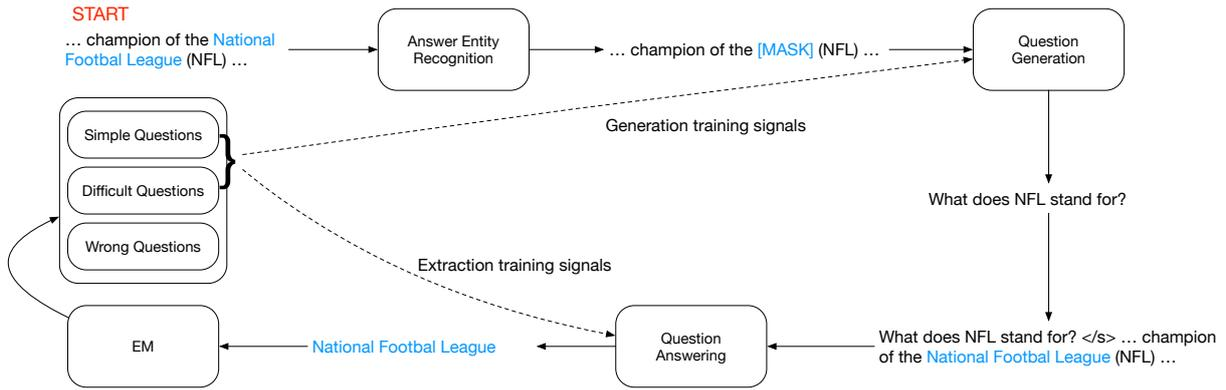 START
... champion of the National
Footbal League (NFL) ...
Answer Entity
Recognition
... champion of the [MASK] (NFL) ...
Question
Generation
Generation training signals
Simple Questions
}
Difficult Questions
Wrong Questions
What does NFL stand for?
Extraction training signals
EM
National Footbal League
Question
Answering
What does NFL stand for? </s> ... champion
of the National Footbal League (NFL) ...